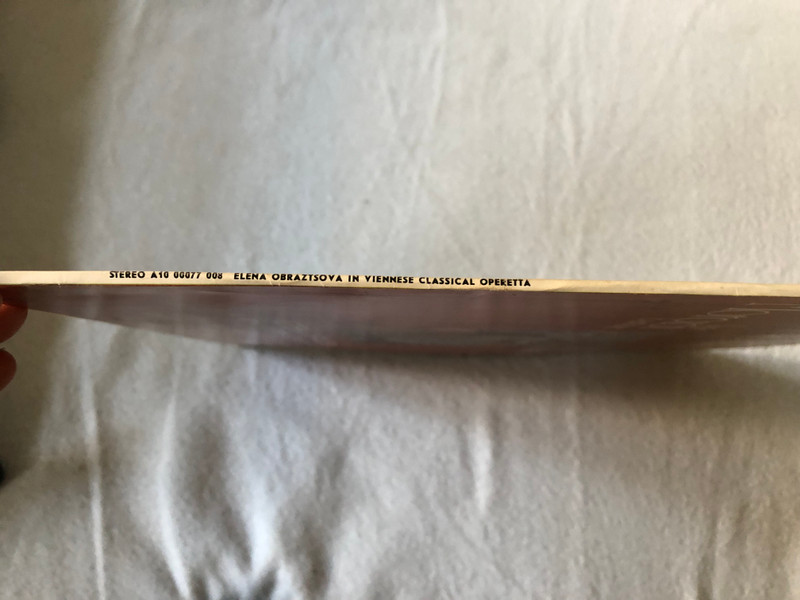 STEREO A10 00077 008 ELENA OBRAZTSOVA IN VIENNESE CLASSICAL OPERETTA